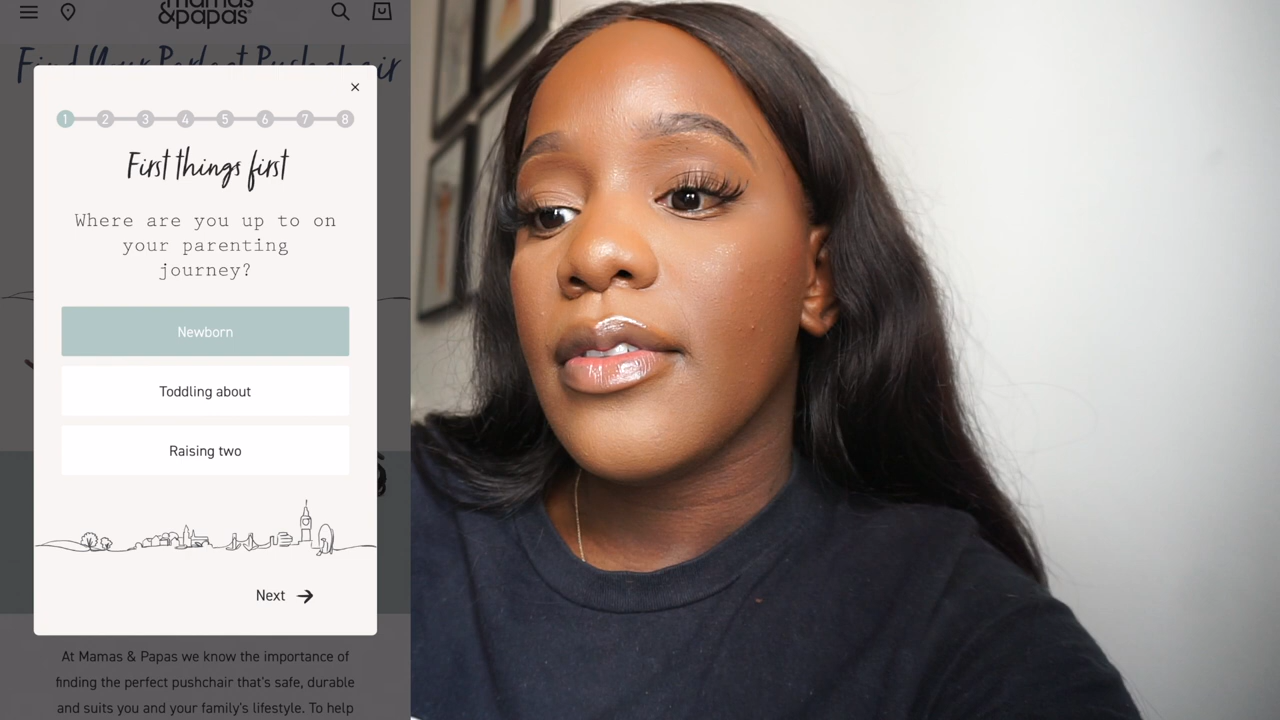 mamas
&papas
Find Your Perfect Pushchair
×
1 2 3 4 5 6 7 8
First things first
Where are you up to on
your parenting
journey?
Newborn
Toddling about
Raising two
Next
At Mamas & Papas we know the importance of
finding the perfect pushchair that's safe, durable
and suits you and your family's lifestyle. To help